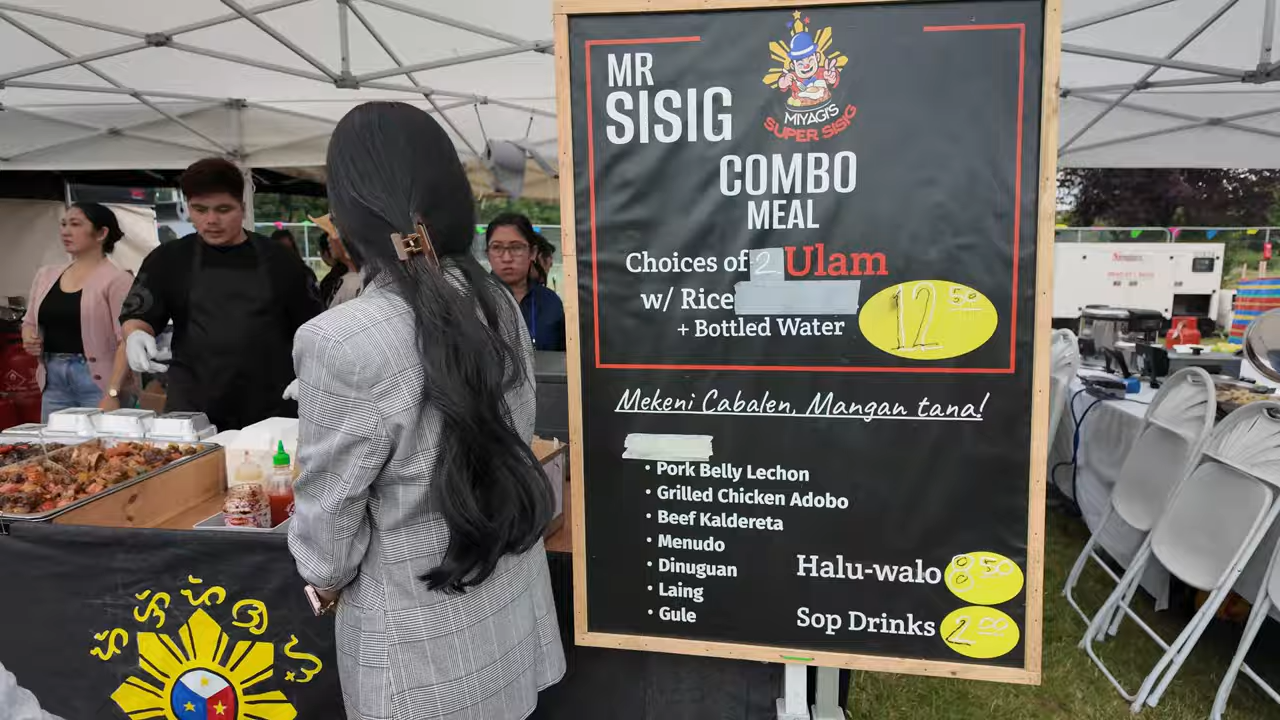 MR
SISIG
MIYAGI'S
SUPER SISIG
COMBO
MEAL
Choices of 2 Ulam
w/ Rice
+ Bottled Water
12 50
Mekeni Cabalen, Mangan tana!
• Pork Belly Lechon
• Grilled Chicken Adobo
• Beef Kaldereta
• Menudo
• Dinuguan
• Laing
• Gule
Halu-walo 8 50
Sop Drinks 2 00